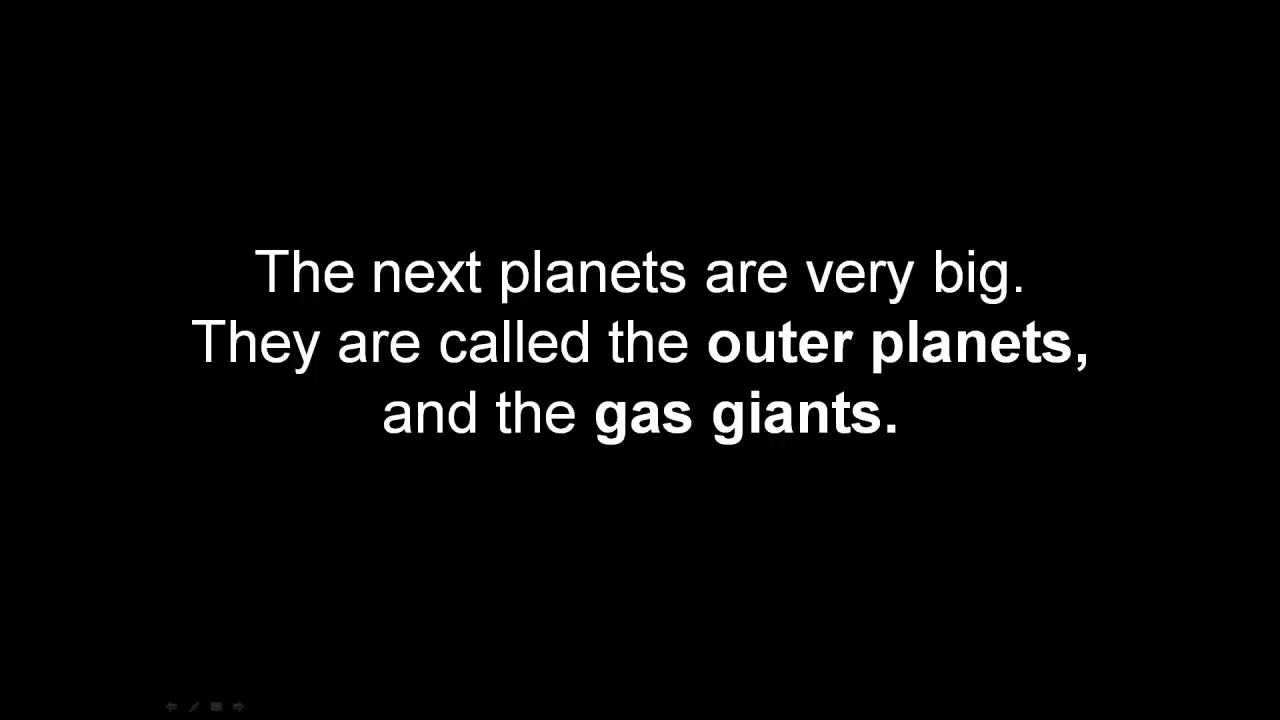 The next planets are very big.
They are called the outer planets,
and the gas giants.